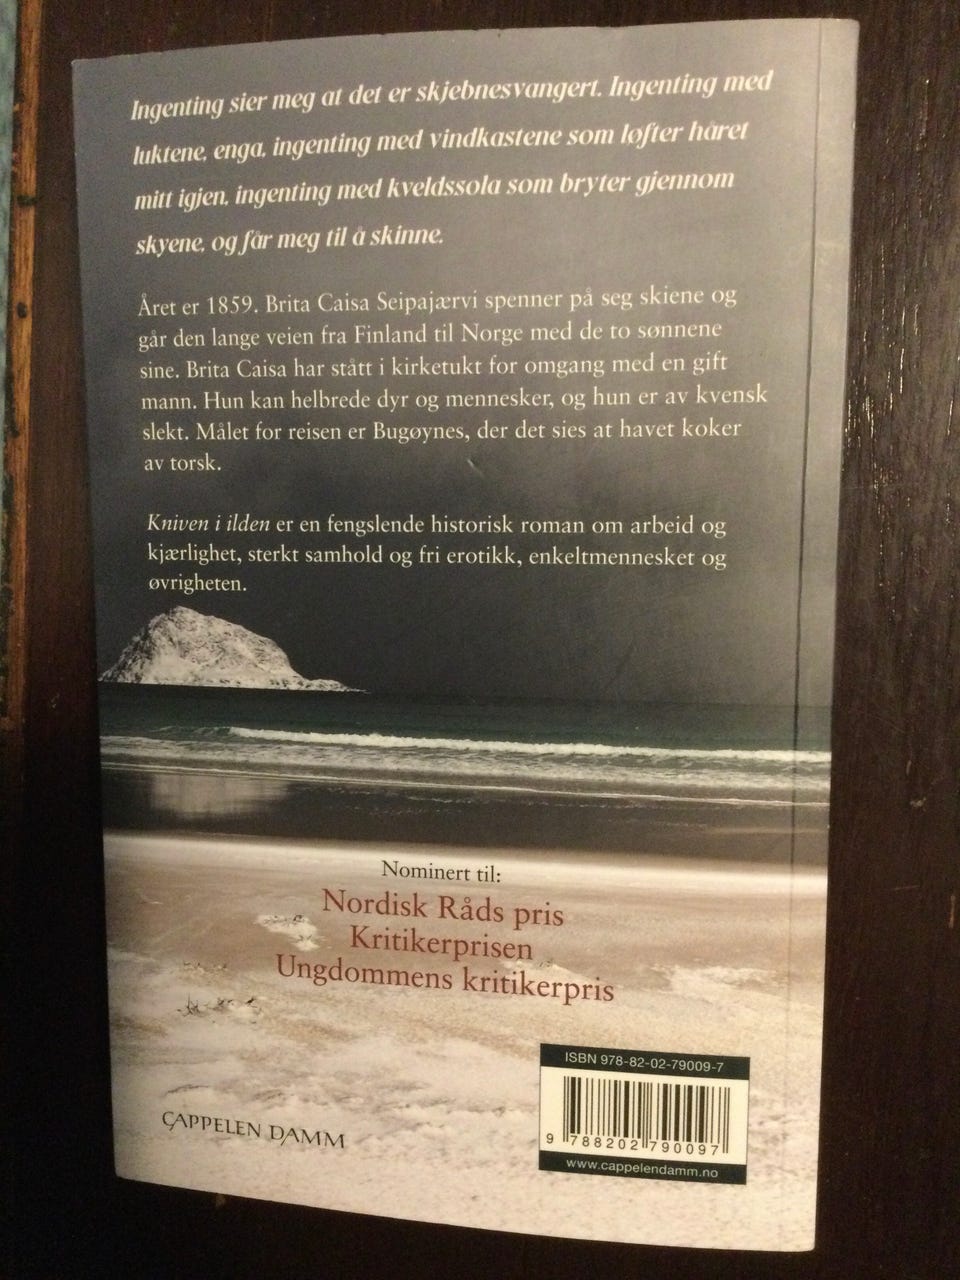 Ingenting sier meg at det er skjebnesvangert. Ingenting med
luktene, enga, ingenting med vindkastene som løfter håret
mitt igjen, ingenting med kveldssola som bryter gjennom
skyene, og får meg til å skinne.
Året er 1859. Brita Caisa Seipajærvi spenner på seg skiene og
går den lange veien fra Finland til Norge med de to sønnene
sine. Brita Caisa har stått i kirketukt for omgang med en gift
mann. Hun kan helbrede dyr og mennesker, og hun er av kvensk
slekt. Målet for reisen er Bugøynes, der det sies at havet koker
av torsk.
Kniven i ilden er en fengslende historisk roman om arbeid og
kjærlighet, sterkt samhold og fri erotikk, enkeltmennesket og
øvrigheten.
Nominert til:
Nordisk Råds pris
Kritikerprisen
Ungdommens kritikerpris
CAPPELEN DAMM
ISBN 978-82-02-79009-7
9 788202 790097
www.cappelendamm.no